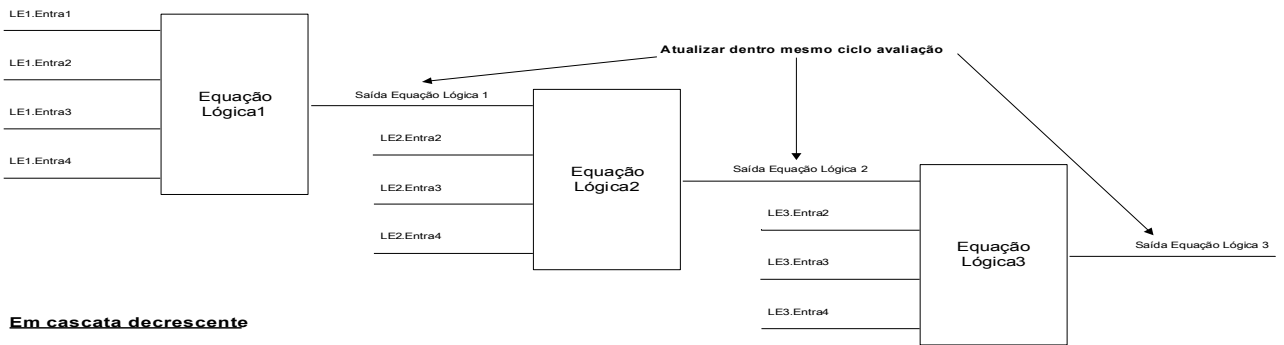 LE1.Entra1
LE1.Entra2
LE1.Entra3
LE1.Entra4
Equação
Lógica1
Atualizar dentro mesmo ciclo avaliação
Saída Equação Lógica 1
LE2.Entra2
LE2.Entra3
LE2.Entra4
Equação
Lógica2
Saída Equação Lógica 2
LE3.Entra2
LE3.Entra3
LE3.Entra4
Equação
Lógica3
Saída Equação Lógica 3
Em cascata decrescente